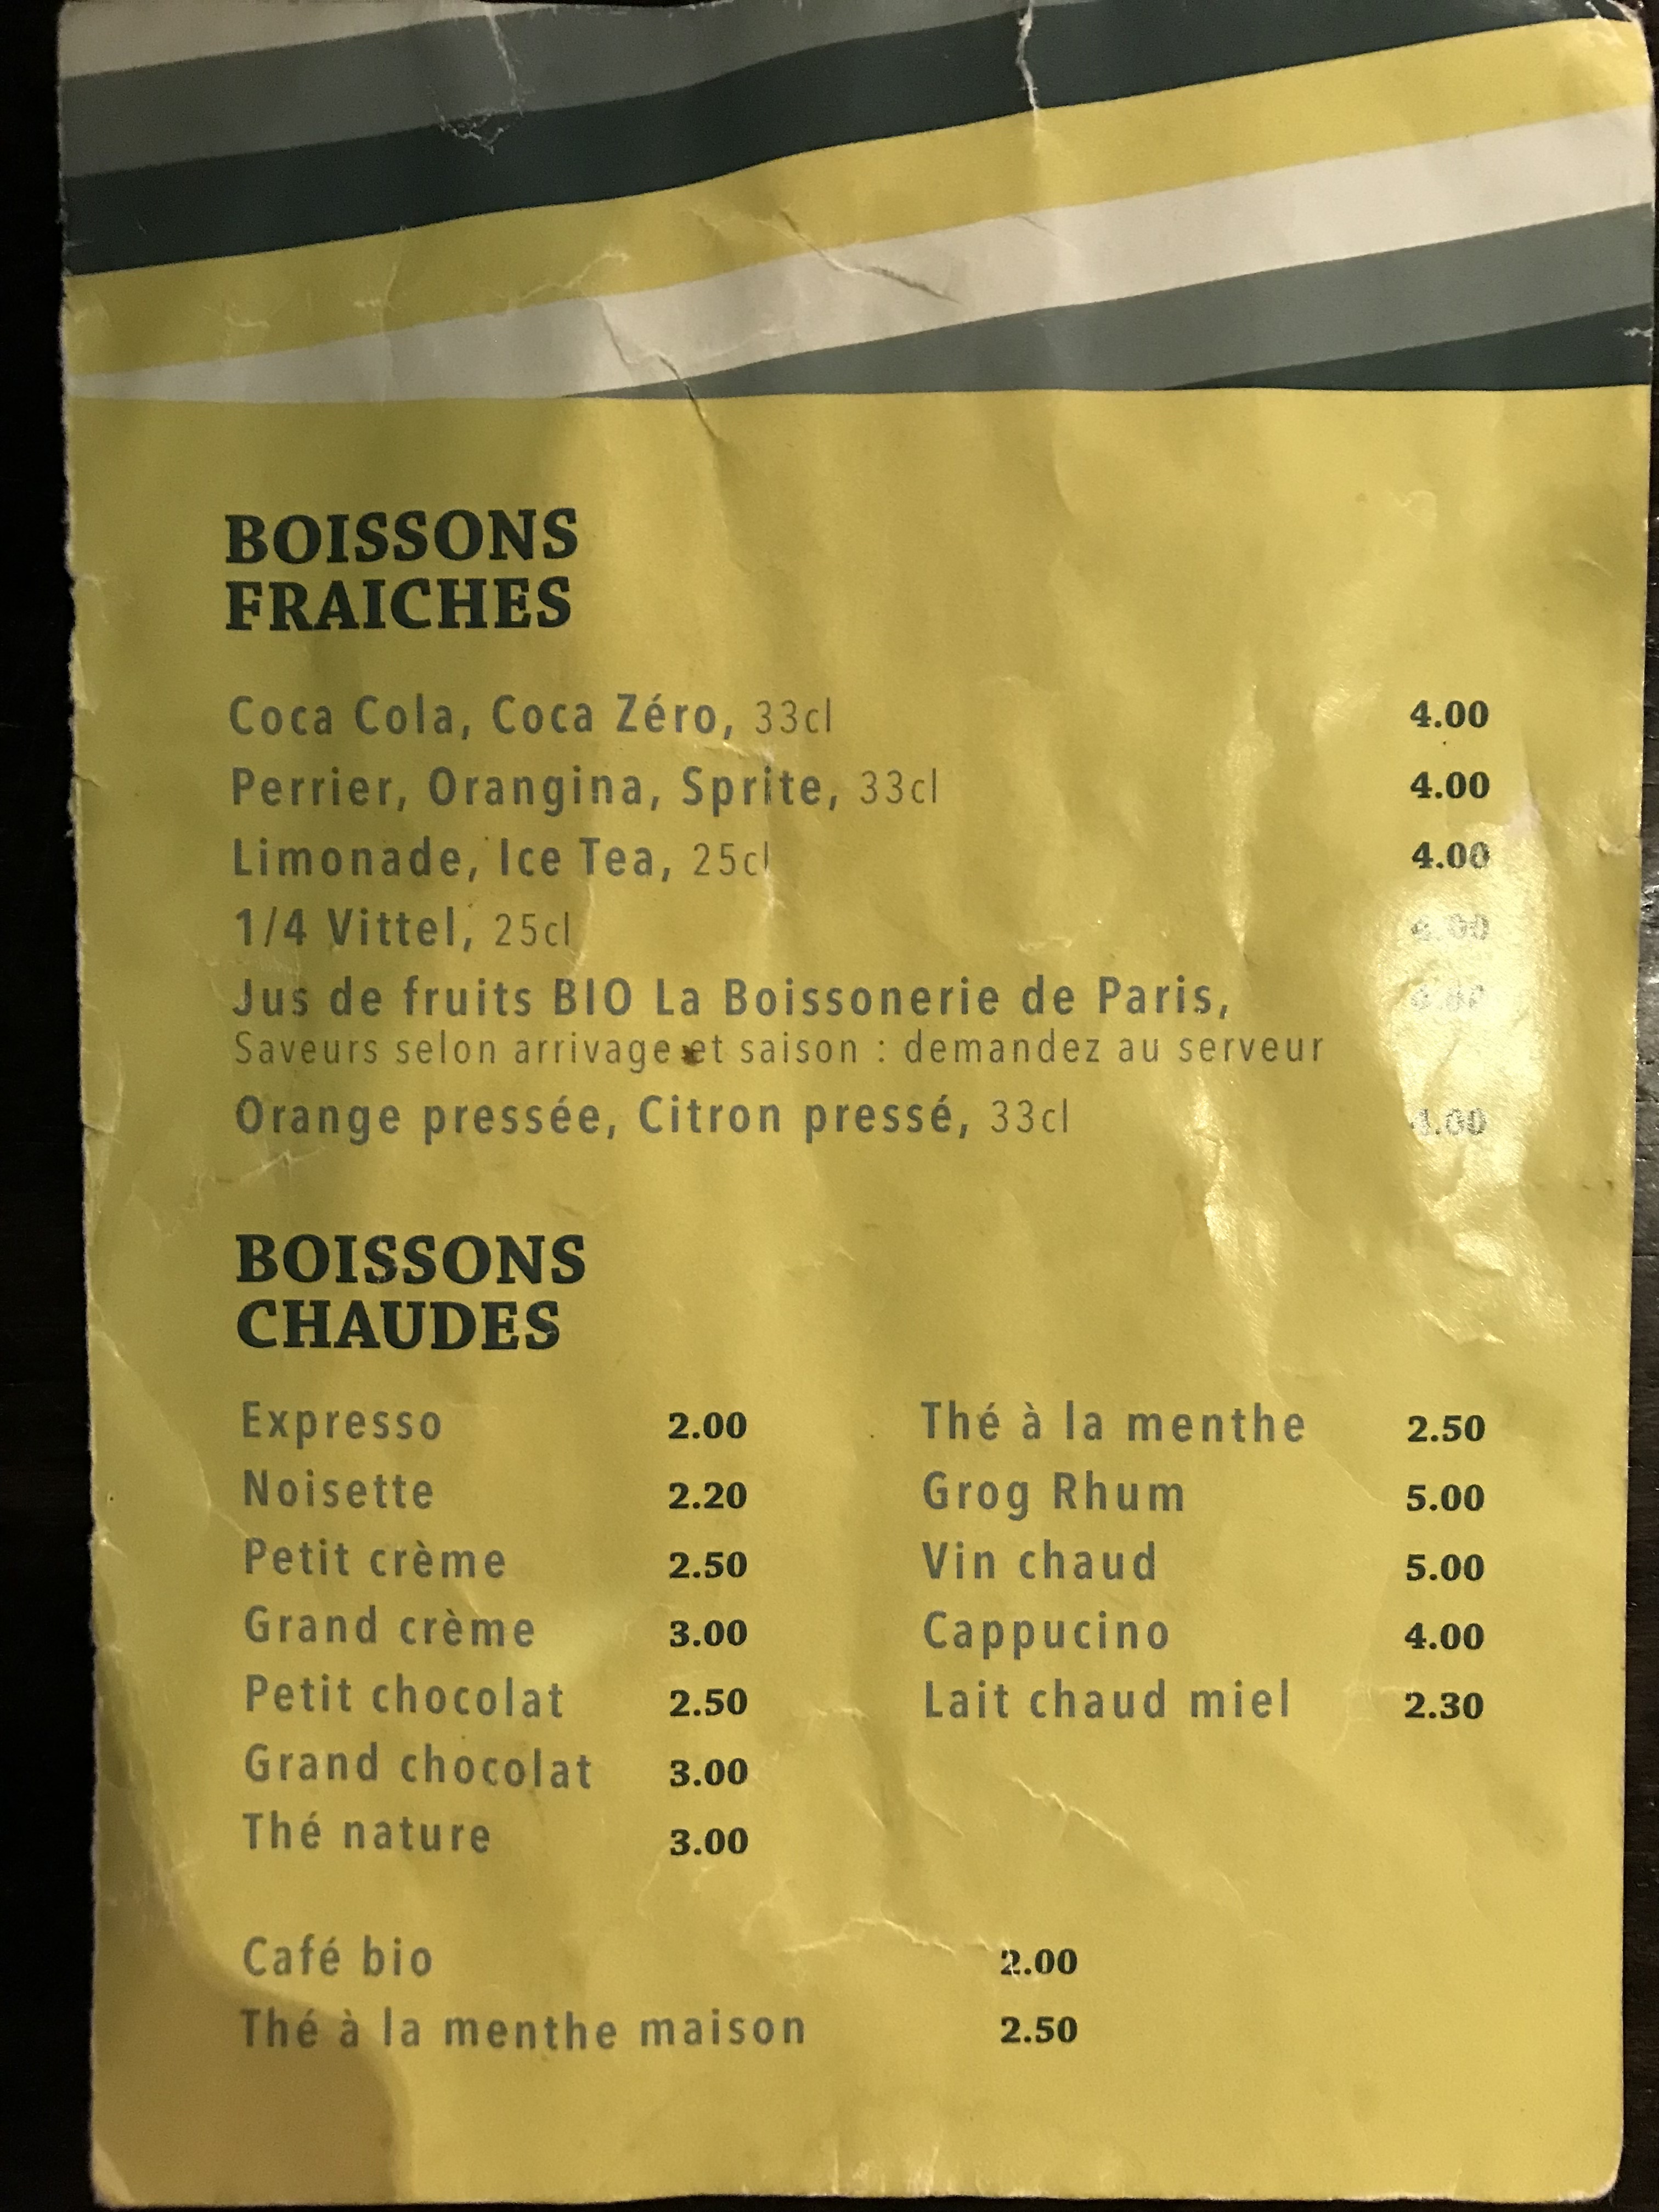 BOISSONS
FRAICHES
Coca Cola, Coca Zéro, 33cl 4.00
Perrier, Orangina, Sprite, 33cl 4.00
Limonade, Ice Tea, 25cl 4.00
1/4 Vittel, 25cl 4.00
Jus de fruits BIO La Boissonerie de Paris,
Saveurs selon arrivage et saison : demandez au serveur
Orange pressée, Citron pressé, 33cl 4.00
BOISSONS
CHAUDES
Expresso 2.00
Noisette 2.20
Petit crème 2.50
Grand crème 3.00
Petit chocolat 2.50
Grand chocolat 3.00
Thé nature 3.00
Thé à la menthe 2.50
Grog Rhum 5.00
Vin chaud 5.00
Cappucino 4.00
Lait chaud miel 2.30
Café bio 2.00
Thé à la menthe maison 2.50